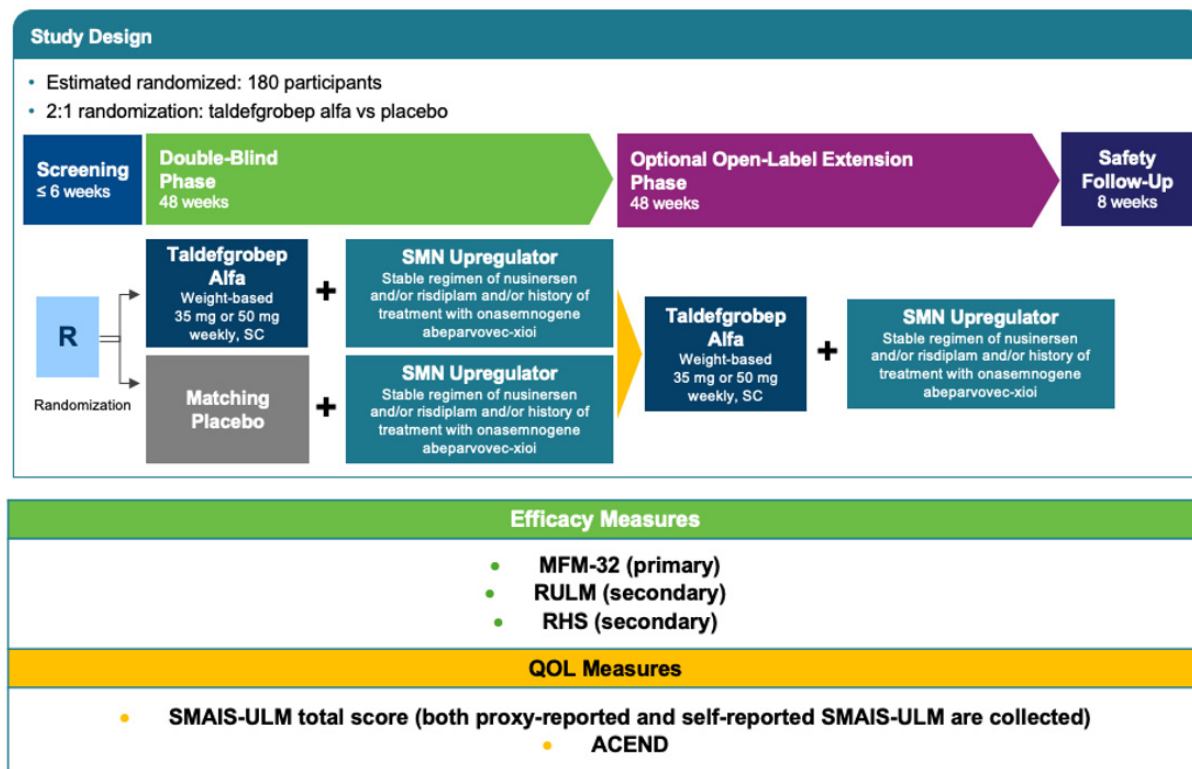 Study Design
• Estimated randomized: 180 participants
• 2:1 randomization: taldefgrobep alfa vs placebo
Screening
≤ 6 weeks
Double-Blind
Phase
48 weeks
Optional Open-Label Extension
Phase
48 weeks
Safety
Follow-Up
8 weeks
R
Randomization
Taldefgrobep
Alfa
Weight-based
35 mg or 50 mg
weekly, SC
+
SMN Upregulator
Stable regimen of nusinersen
and/or risdiplam and/or history of
treatment with onasemnogene
abeparvovec-xioi
Matching
Placebo
+
SMN Upregulator
Stable regimen of nusinersen
and/or risdiplam and/or history of
treatment with onasemnogene
abeparvovec-xioi
Taldefgrobep
Alfa
Weight-based
35 mg or 50 mg
weekly, SC
+
SMN Upregulator
Stable regimen of nusinersen
and/or risdiplam and/or history of
treatment with onasemnogene
abeparvovec-xioi
Efficacy Measures
• MFM-32 (primary)
• RULM (secondary)
• RHS (secondary)
QOL Measures
• SMAIS-ULM total score (both proxy-reported and self-reported SMAIS-ULM are collected)
• ACEND